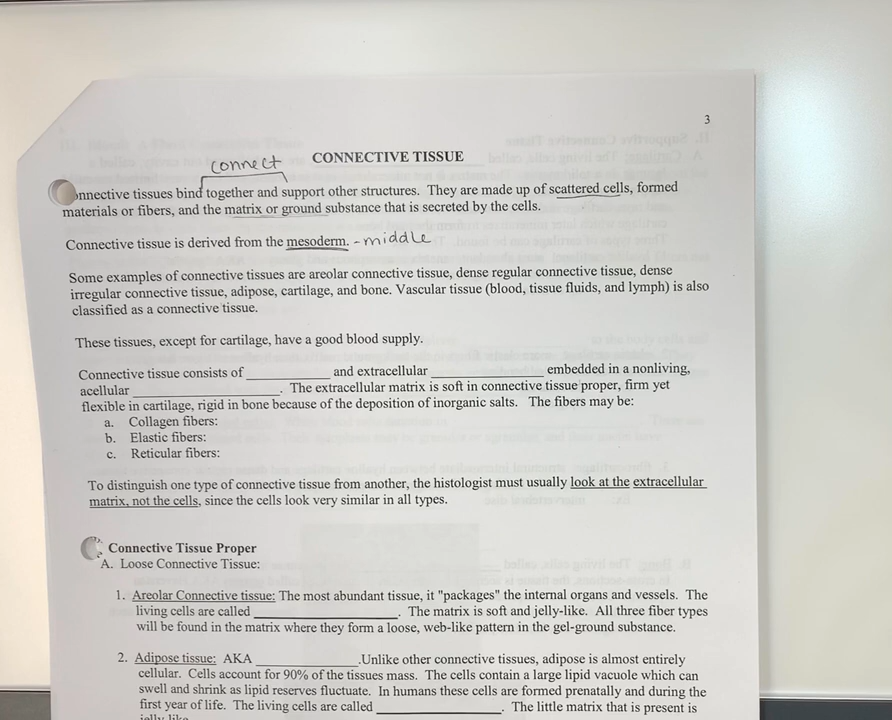 3
connect
CONNECTIVE TISSUE
onnective tissues bind together and support other structures. They are made up of scattered cells, formed
materials or fibers, and the matrix or ground substance that is secreted by the cells.
Connective tissue is derived from the mesoderm. - middle
Some examples of connective tissues are areolar connective tissue, dense regular connective tissue, dense
irregular connective tissue, adipose, cartilage, and bone. Vascular tissue (blood, tissue fluids, and lymph) is also
classified as a connective tissue.
These tissues, except for cartilage, have a good blood supply.
Connective tissue consists of ____________ and extracellular ________________ embedded in a nonliving,
acellular _____________________. The extracellular matrix is soft in connective tissue proper, firm yet
flexible in cartilage, rigid in bone because of the deposition of inorganic salts. The fibers may be:
a. Collagen fibers:
b. Elastic fibers:
c. Reticular fibers:
To distinguish one type of connective tissue from another, the histologist must usually look at the extracellular
matrix, not the cells, since the cells look very similar in all types.
Connective Tissue Proper
A. Loose Connective Tissue:
1. Areolar Connective tissue: The most abundant tissue, it "packages" the internal organs and vessels. The
living cells are called _____________________. The matrix is soft and jelly-like. All three fiber types
will be found in the matrix where they form a loose, web-like pattern in the gel-ground substance.
2. Adipose tissue: AKA _______________.Unlike other connective tissues, adipose is almost entirely
cellular. Cells account for 90% of the tissues mass. The cells contain a large lipid vacuole which can
swell and shrink as lipid reserves fluctuate. In humans these cells are formed prenatally and during the
first year of life. The living cells are called __________________. The little matrix that is present is
jelly like